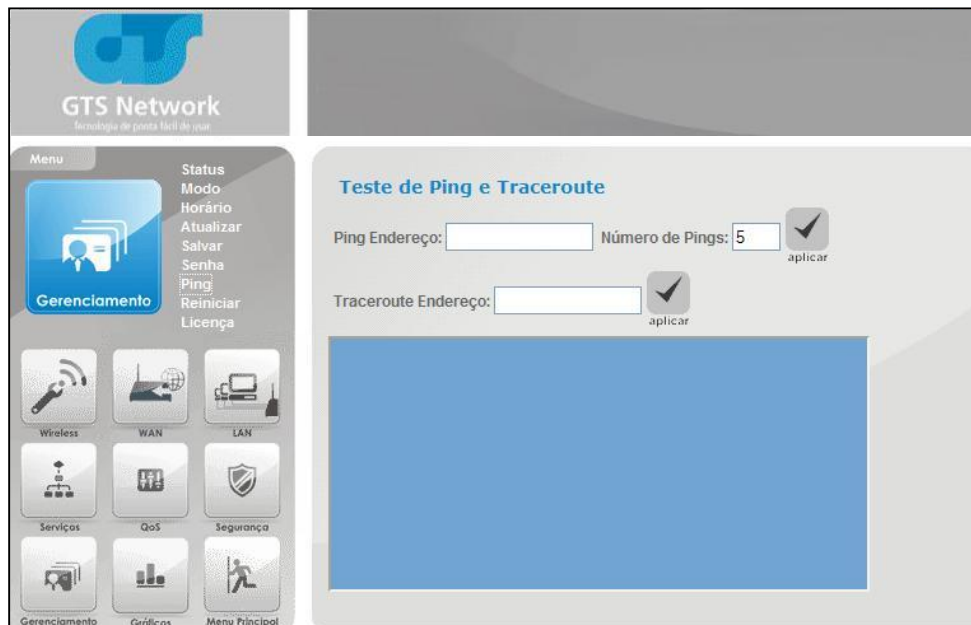 GTS
GTS Network
Tecnologia de ponta fácil de usar
Menu
Gerenciamento
Status
Modo
Horário
Atualizar
Salvar
Senha
Ping
Reiniciar
Licença
Wireless
WAN
LAN
Serviços
QoS
Segurança
Gerenciamento
Gráficos
Menu Principal
Teste de Ping e Traceroute
Ping Endereço:
Número de Pings: 5
aplicar
Traceroute Endereço:
aplicar